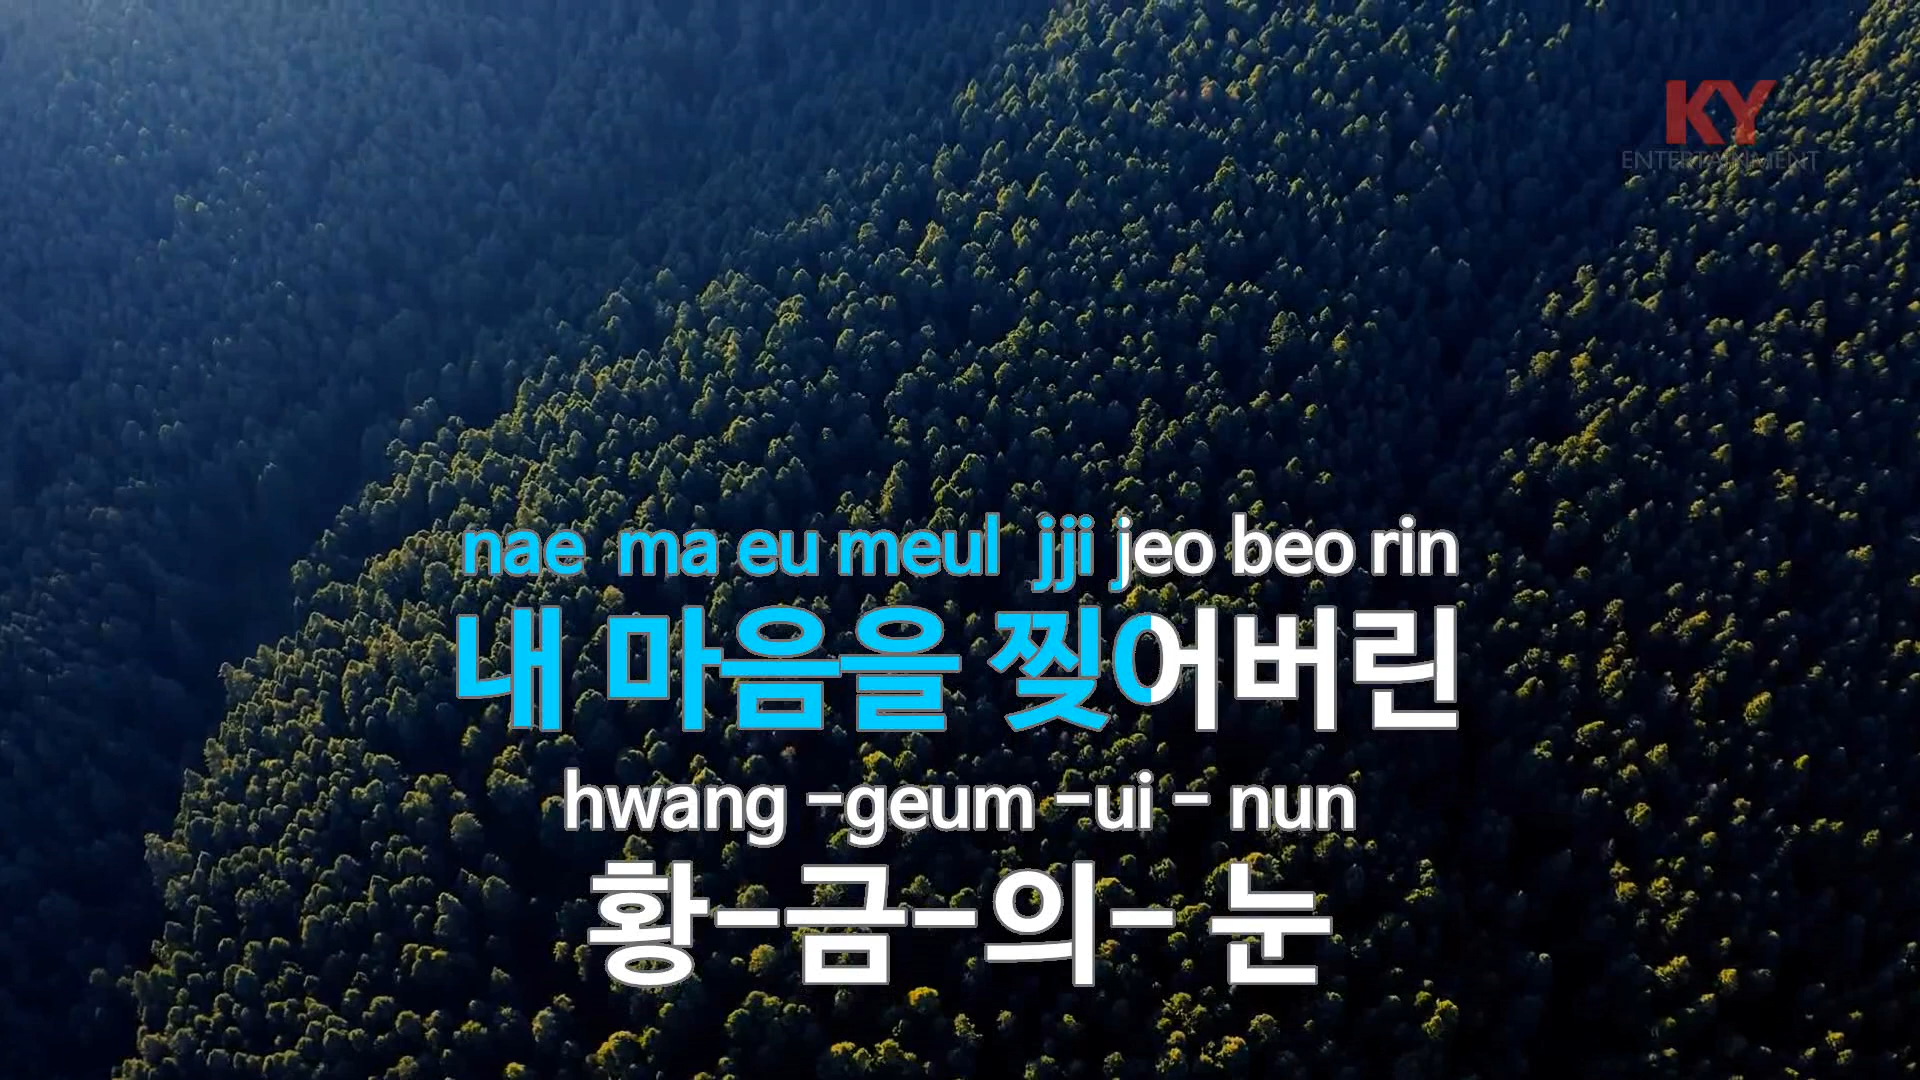 KY
ENTERTAINMENT
nae ma eu meul jji jeo beo rin
내 마음을 찢어버린
hwang -geum -ui - nun
황-금-의- 눈